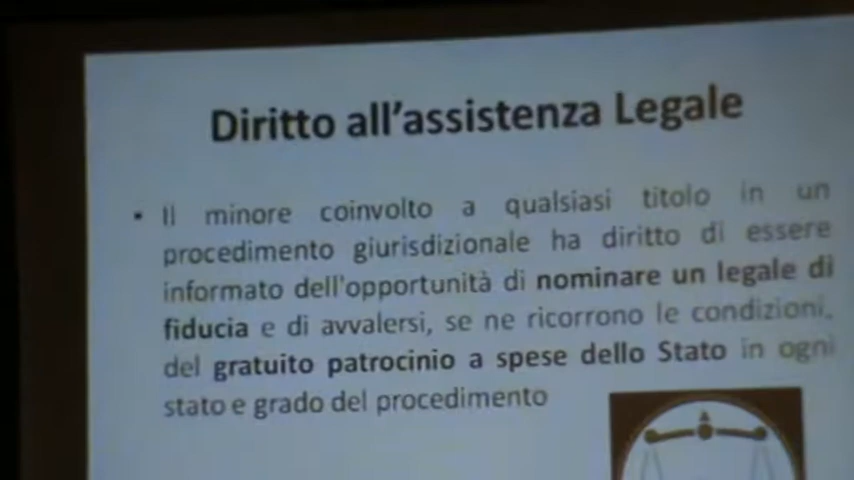 Diritto all'assistenza Legale
▪ Il minore coinvolto a qualsiasi titolo in un
procedimento giurisdizionale ha diritto di essere
informato dell'opportunità di nominare un legale di
fiducia e di avvalersi, se ne ricorrono le condizioni,
del gratuito patrocinio a spese dello Stato in ogni
stato e grado del procedimento